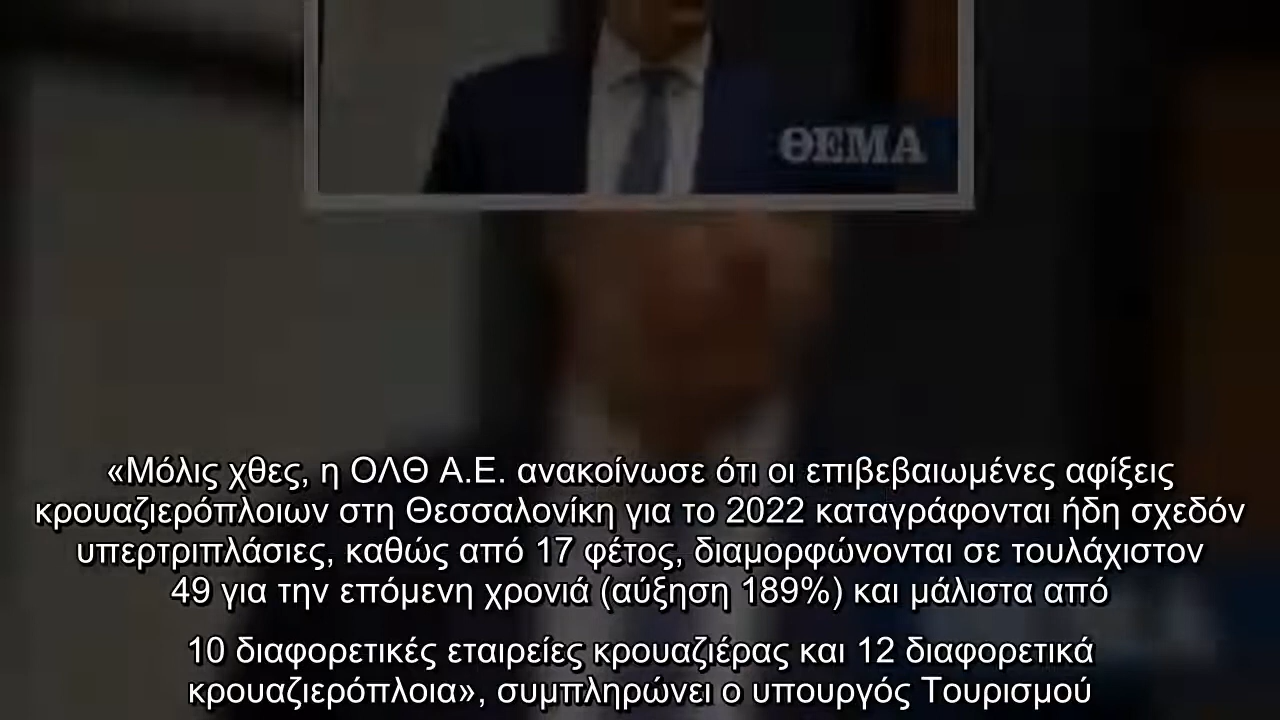 ΘΕΜΑ
«Μόλις χθες, η ΟΛΘ Α.Ε. ανακοίνωσε ότι οι επιβεβαιωμένες αφίξεις
κρουαζιερόπλοιων στη Θεσσαλονίκη για το 2022 καταγράφονται ήδη σχεδόν
υπερτριπλάσιες, καθώς από 17 φέτος, διαμορφώνονται σε τουλάχιστον
49 για την επόμενη χρονιά (αύξηση 189%) και μάλιστα από
10 διαφορετικές εταιρείες κρουαζιέρας και 12 διαφορετικά
κρουαζιερόπλοια», συμπληρώνει ο υπουργός Τουρισμού